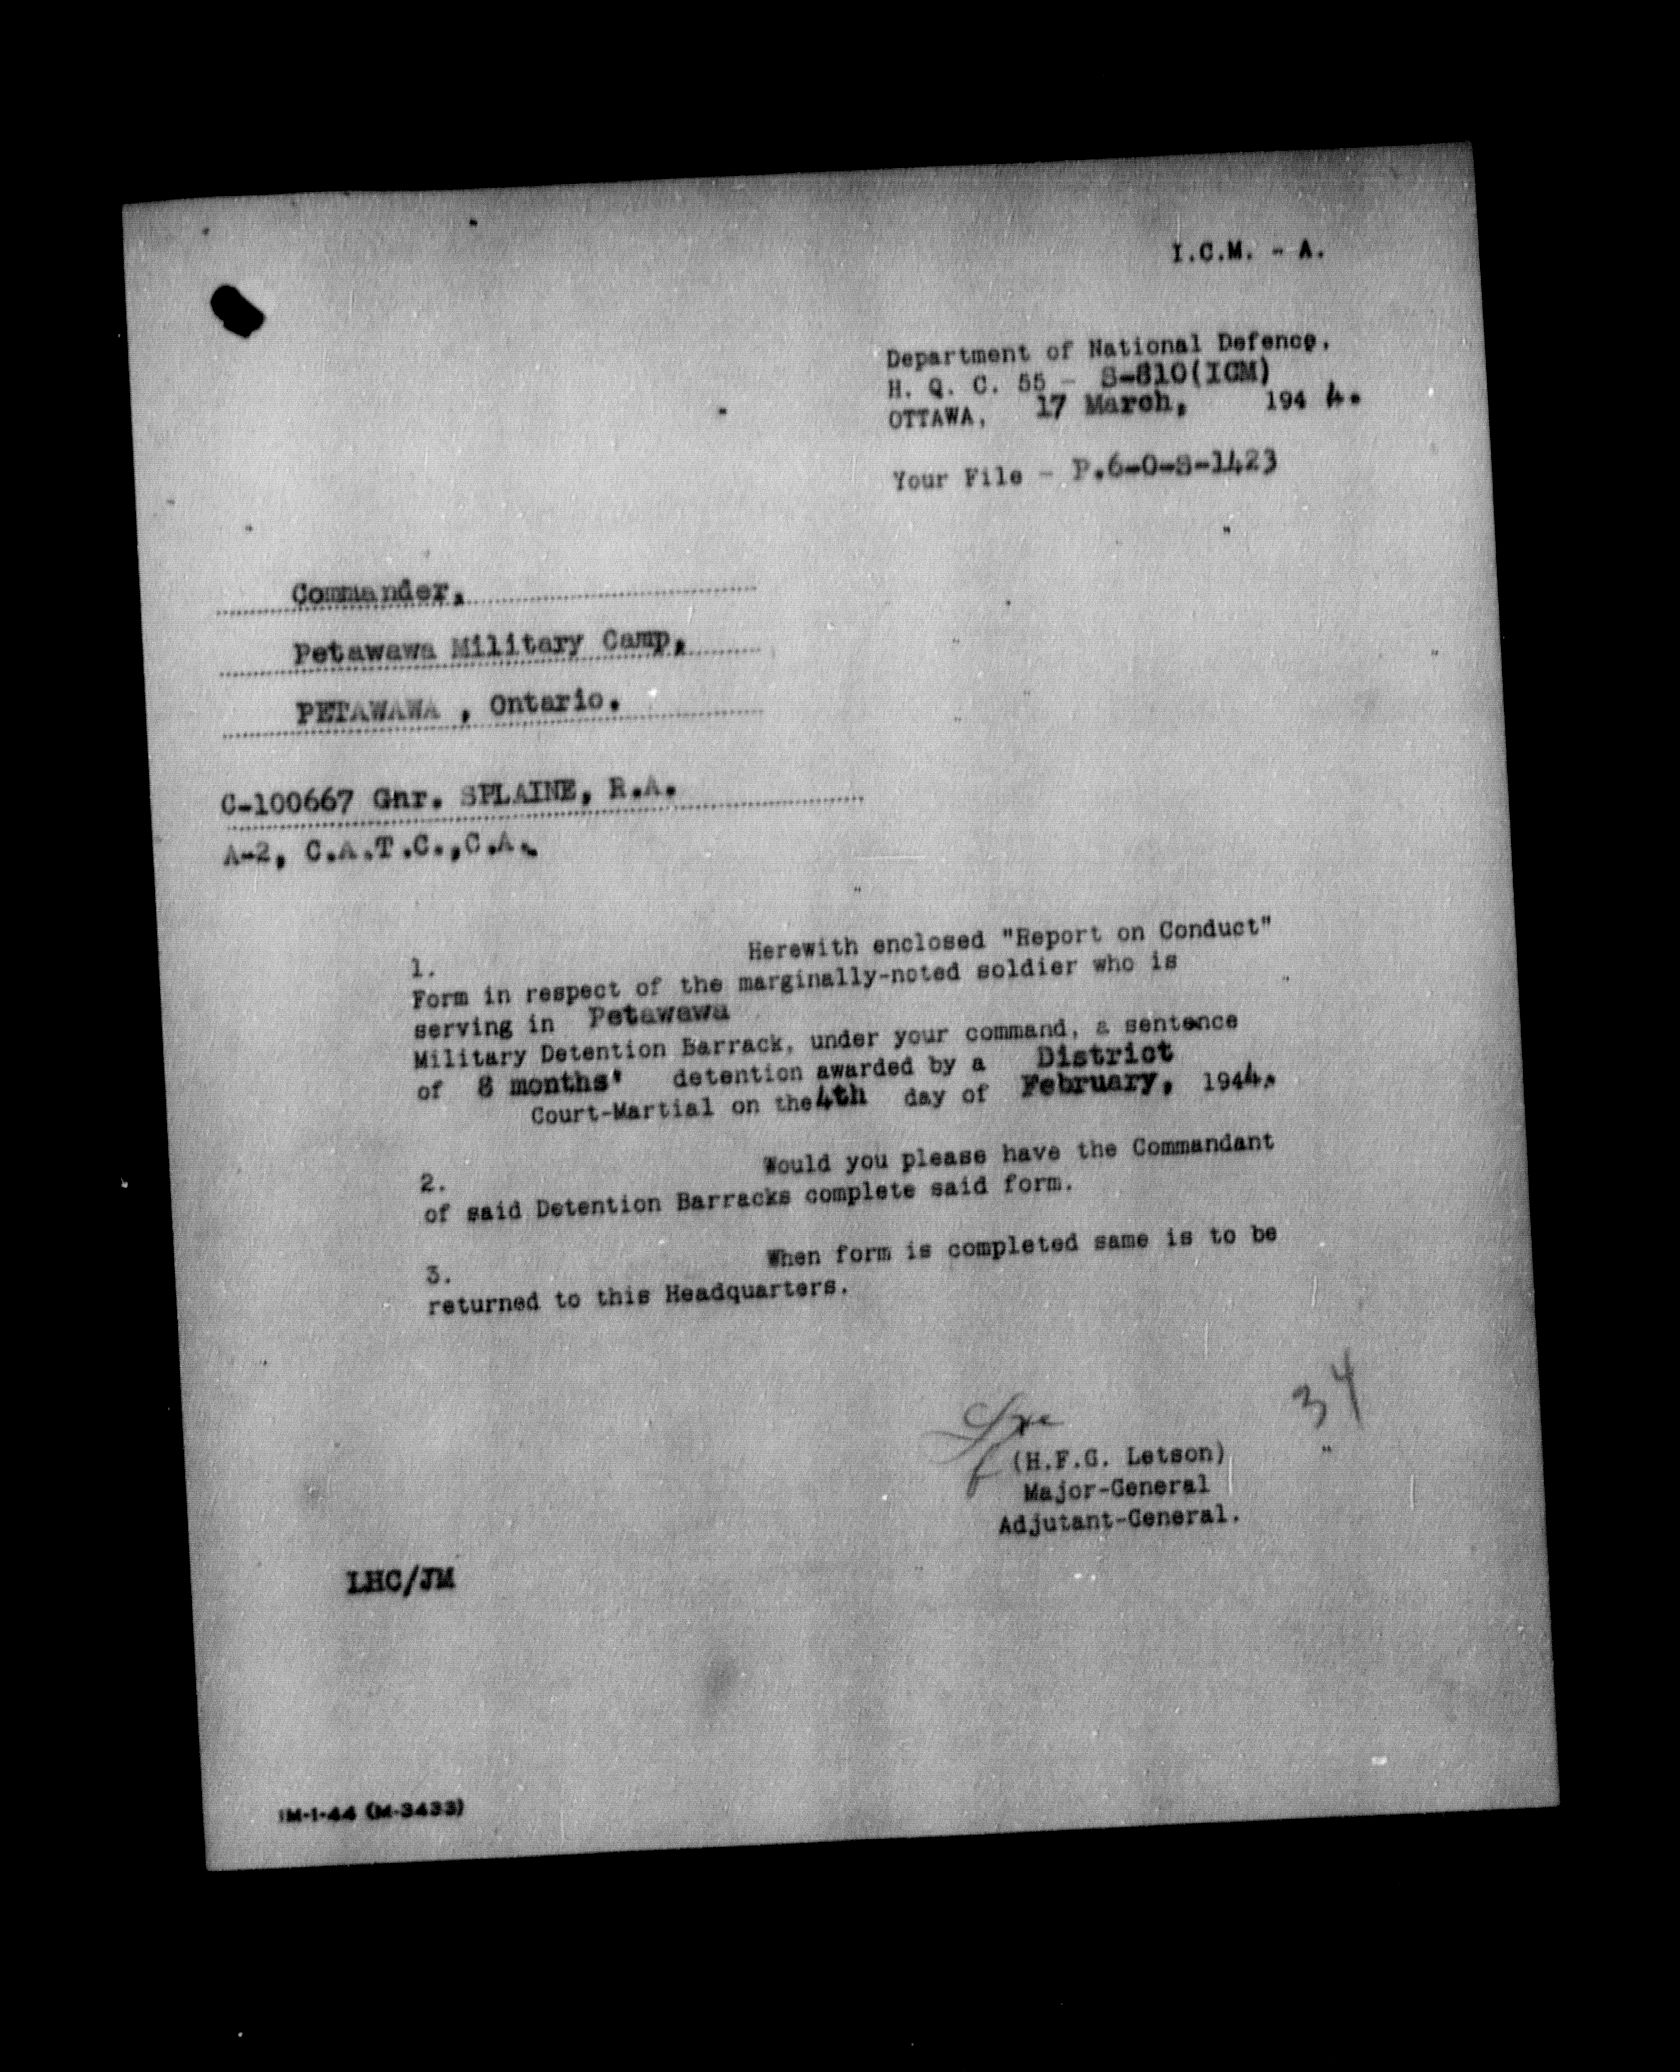 I.C.M. - A.
Department of National Defence,
H. Q. C. 55 - S-810(ICM)
OTTAWA, 17 March, 194 4.
Your File - P.6-O-S-1423
Commander,
Petawawa Military Camp,
PETAWAWA , Ontario.
C-100667 Gnr. SPLAINE, R.A.
A-2, C.A.T.C.,C.A.
1. Herewith enclosed "Report on Conduct"
Form in respect of the marginally-noted soldier who is
serving in Petawawa
Military Detention Barrack, under your command, a sentence
of 8 months' detention awarded by a District
Court-Martial on the 4th day of February, 1944.
2. Would you please have the Commandant
of said Detention Barracks complete said form.
3. When form is completed same is to be
returned to this Headquarters.
34
(H.F.G. Letson)
Major-General
Adjutant-General.
LHC/JM
1M-1-44 (M-3433)